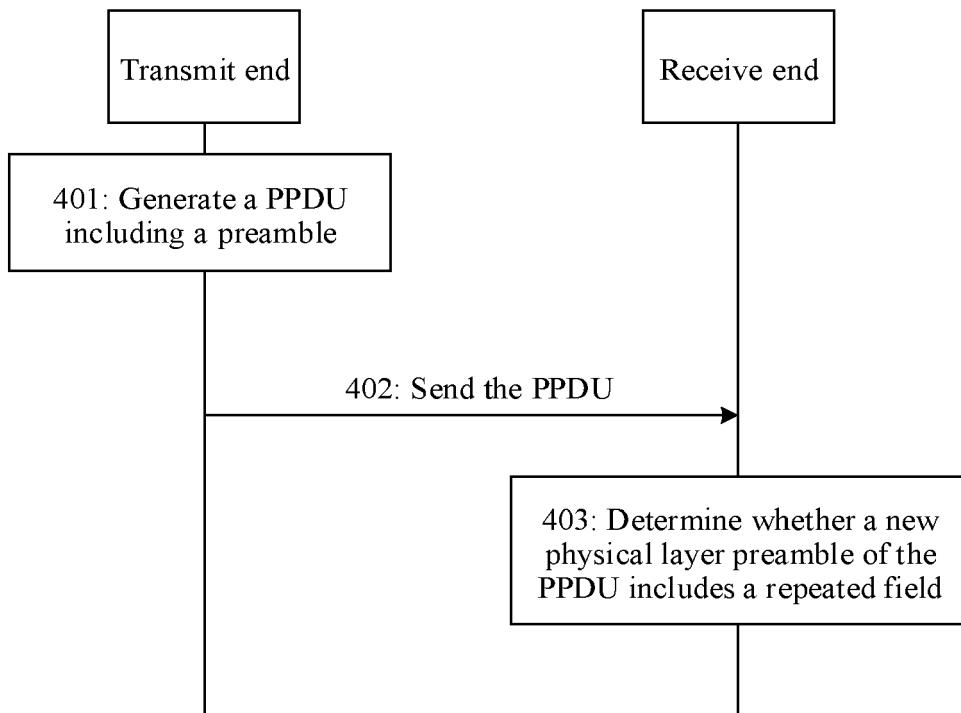 Transmit end
Receive end
401: Generate a PPDU
including a preamble
402: Send the PPDU
403: Determine whether a new
physical layer preamble of the
PPDU includes a repeated field